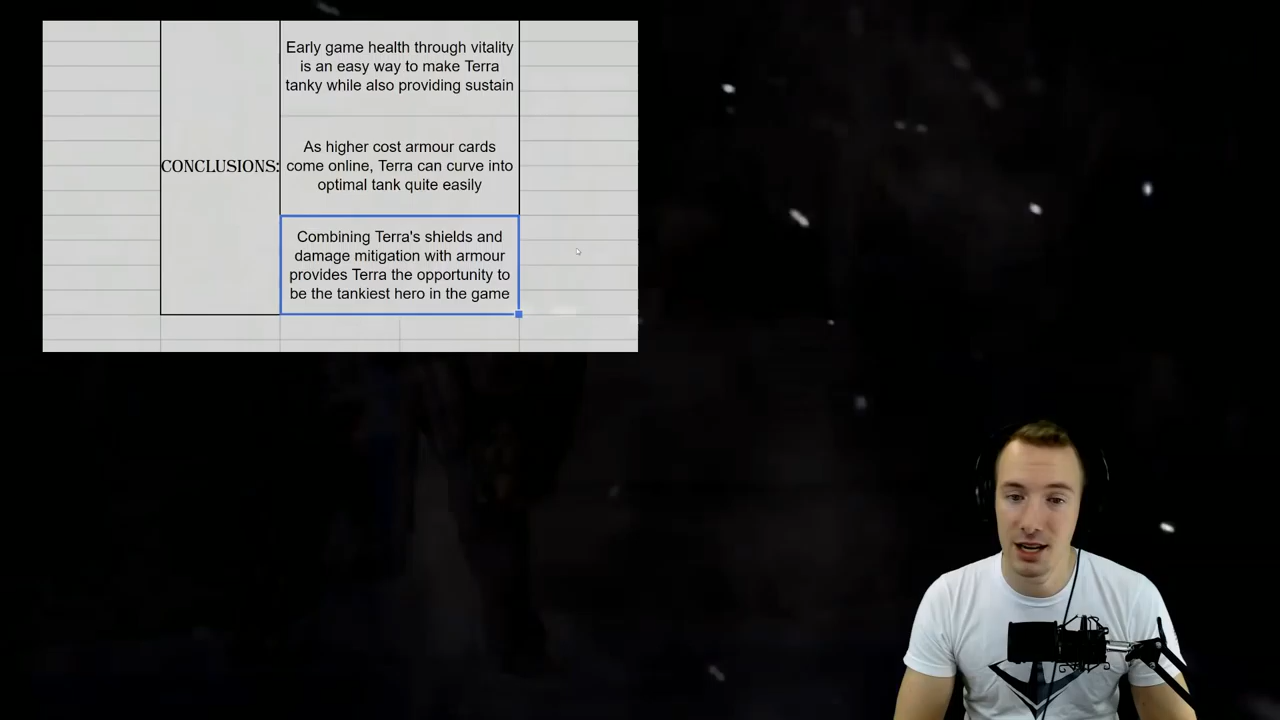 Early game health through vitality
is an easy way to make Terra
tanky while also providing sustain
CONCLUSIONS:
As higher cost armour cards
come online, Terra can curve into
optimal tank quite easily
Combining Terra's shields and
damage mitigation with armour
provides Terra the opportunity to
be the tankiest hero in the game